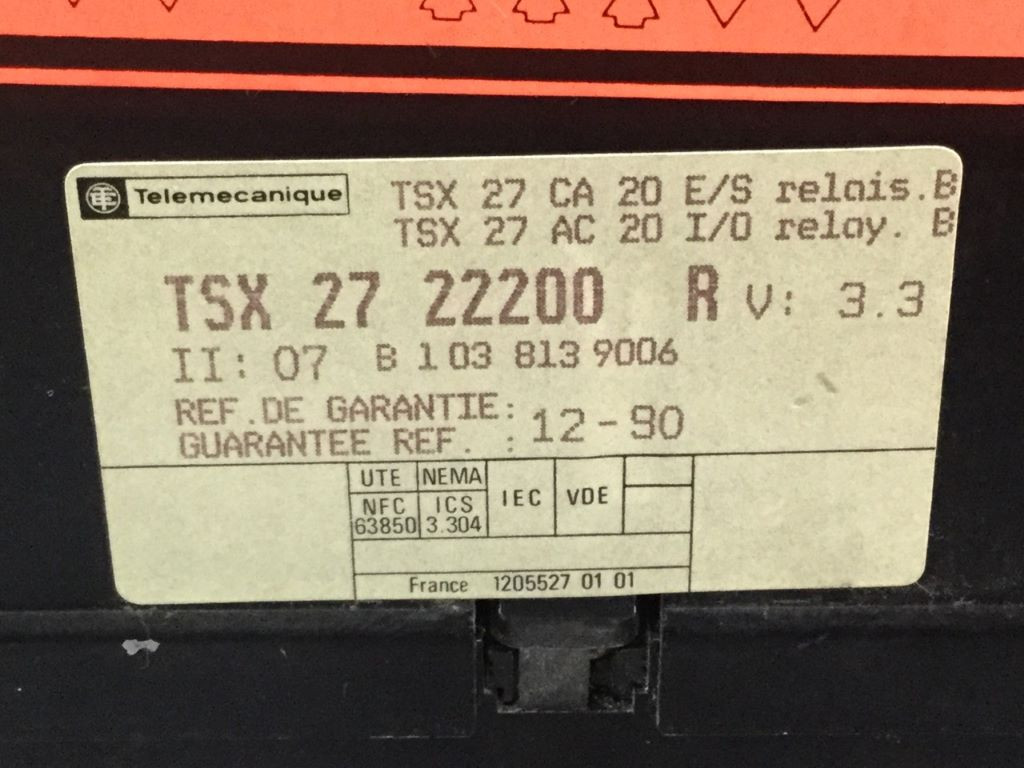 Telemecanique
TSX 27 CA 20 E/S relais.B
TSX 27 AC 20 I/O relay. B
TSX 27 22200 R V: 3.3
II: 07 B 1 03 813 9006
REF.DE GARANTIE:
GUARANTEE REF. : 12-90
UTE NEMA IEC VDE
NFC ICS
63850 3.304
France 1205527 01 01